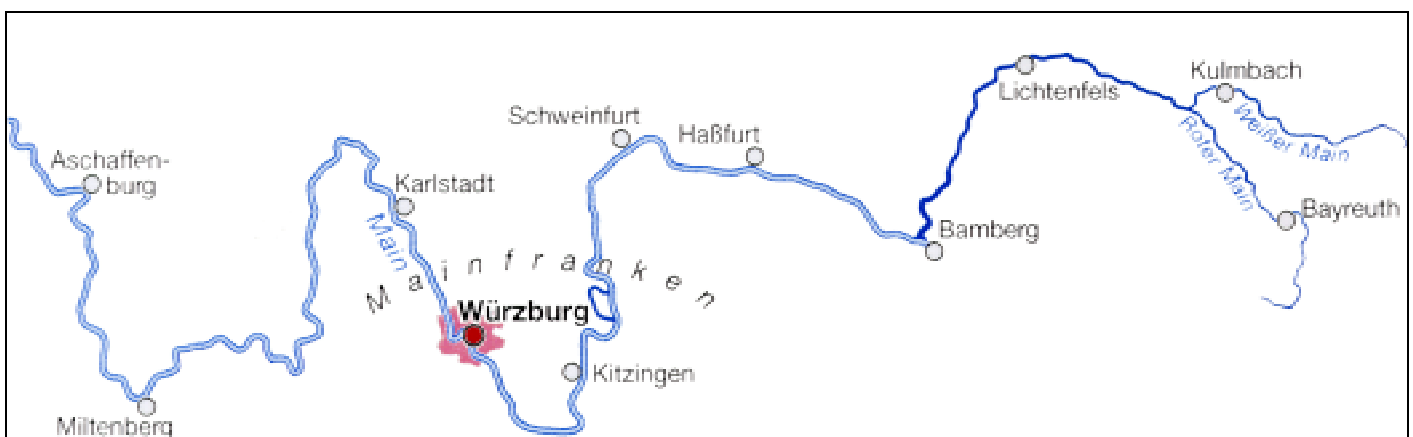 Aschaffen-
burg
Miltenberg
Karlstadt
Main
Mainfranken
Würzburg
Kitzingen
Schweinfurt
Haßfurt
Bamberg
Lichtenfels
Kulmbach
Weißer Main
Roter Main
Bayreuth